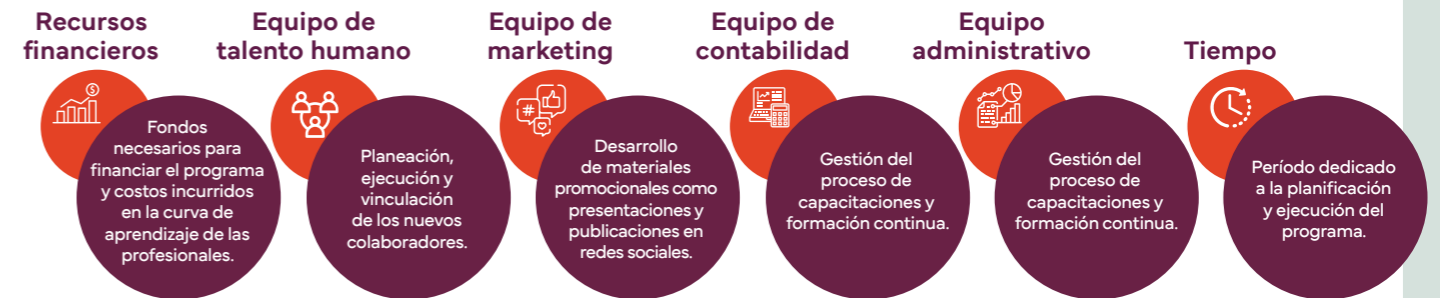 Recursos
financieros
Fondos
necesarios para
financiar el programa
y costos incurridos
en la curva de
aprendizaje de las
profesionales.
Equipo de
talento humano
Planeación,
ejecución y
vinculación
de los nuevos
colaboradores.
Equipo de
marketing
#
Desarrollo
de materiales
promocionales como
presentaciones y
publicaciones en
redes sociales.
Equipo de
contabilidad
Gestión del
proceso de
capacitaciones y
formación continua.
Equipo
administrativo
Gestión del
proceso de
capacitaciones y
formación continua.
Tiempo
Período dedicado
a la planificación
y ejecución del
programa.